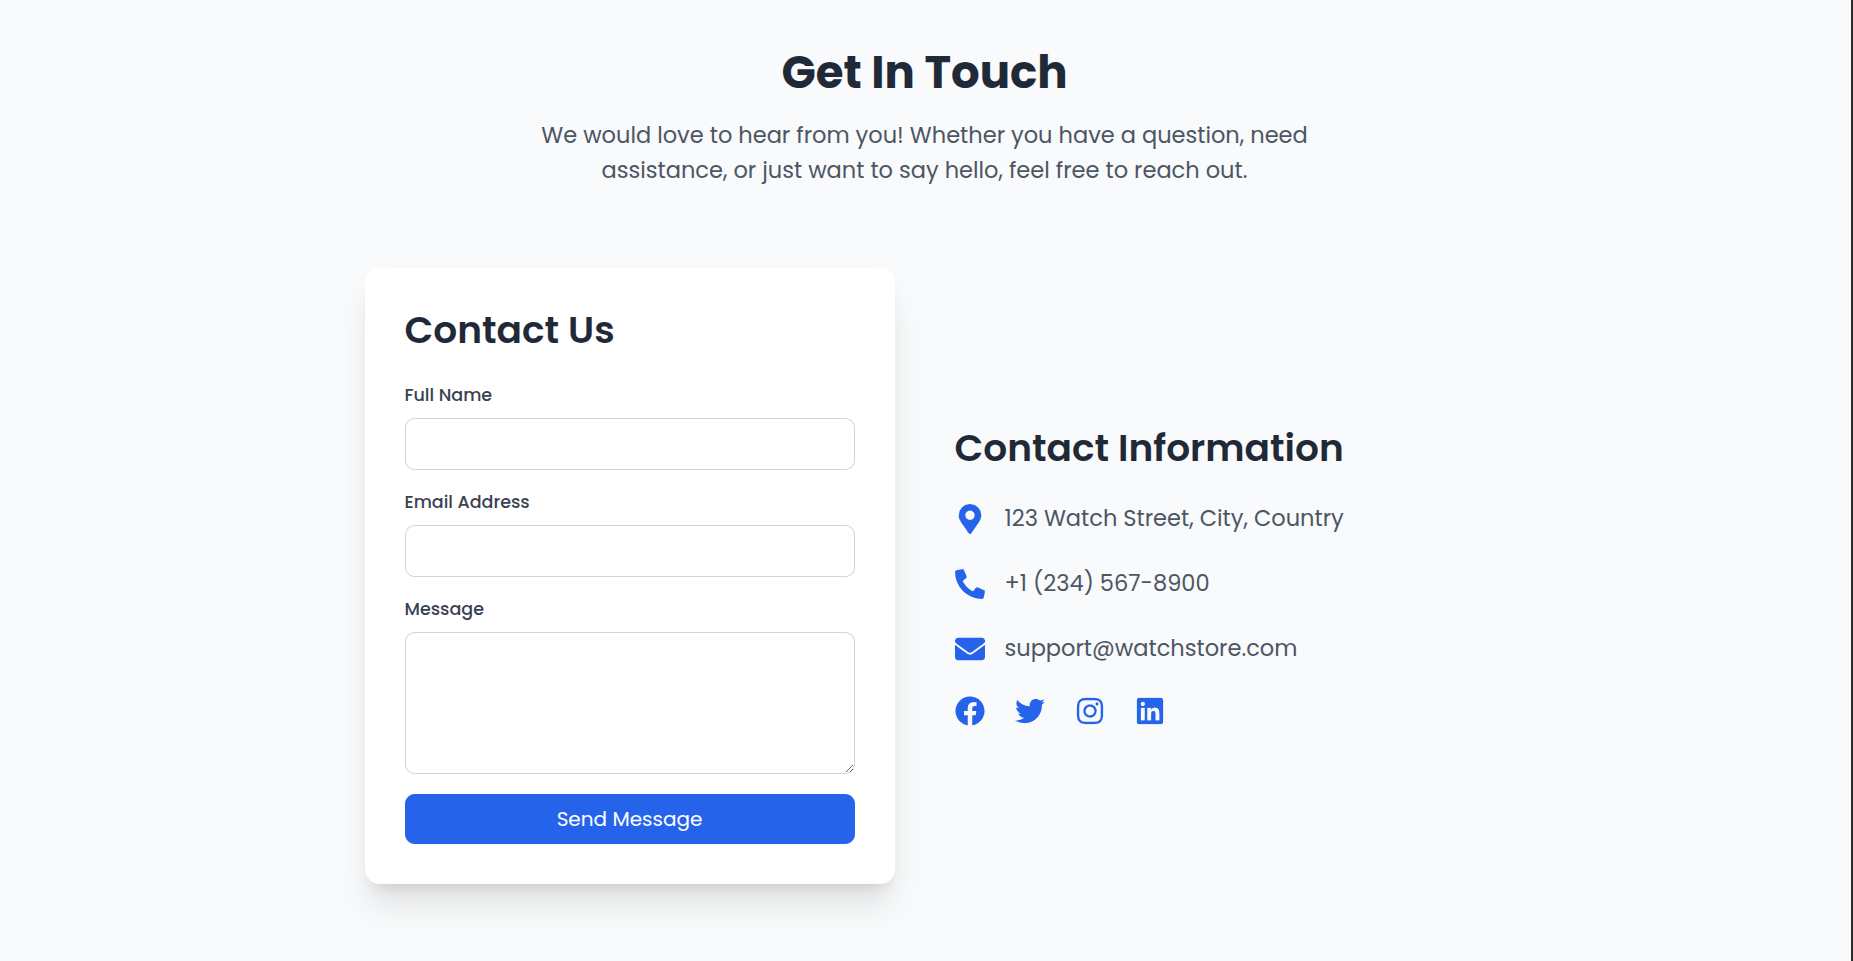 Get In Touch
We would love to hear from you! Whether you have a question, need
assistance, or just want to say hello, feel free to reach out.
Contact Us
Full Name
Email Address
Message
Send Message
Contact Information
123 Watch Street, City, Country
+1 (234) 567-8900
support@watchstore.com